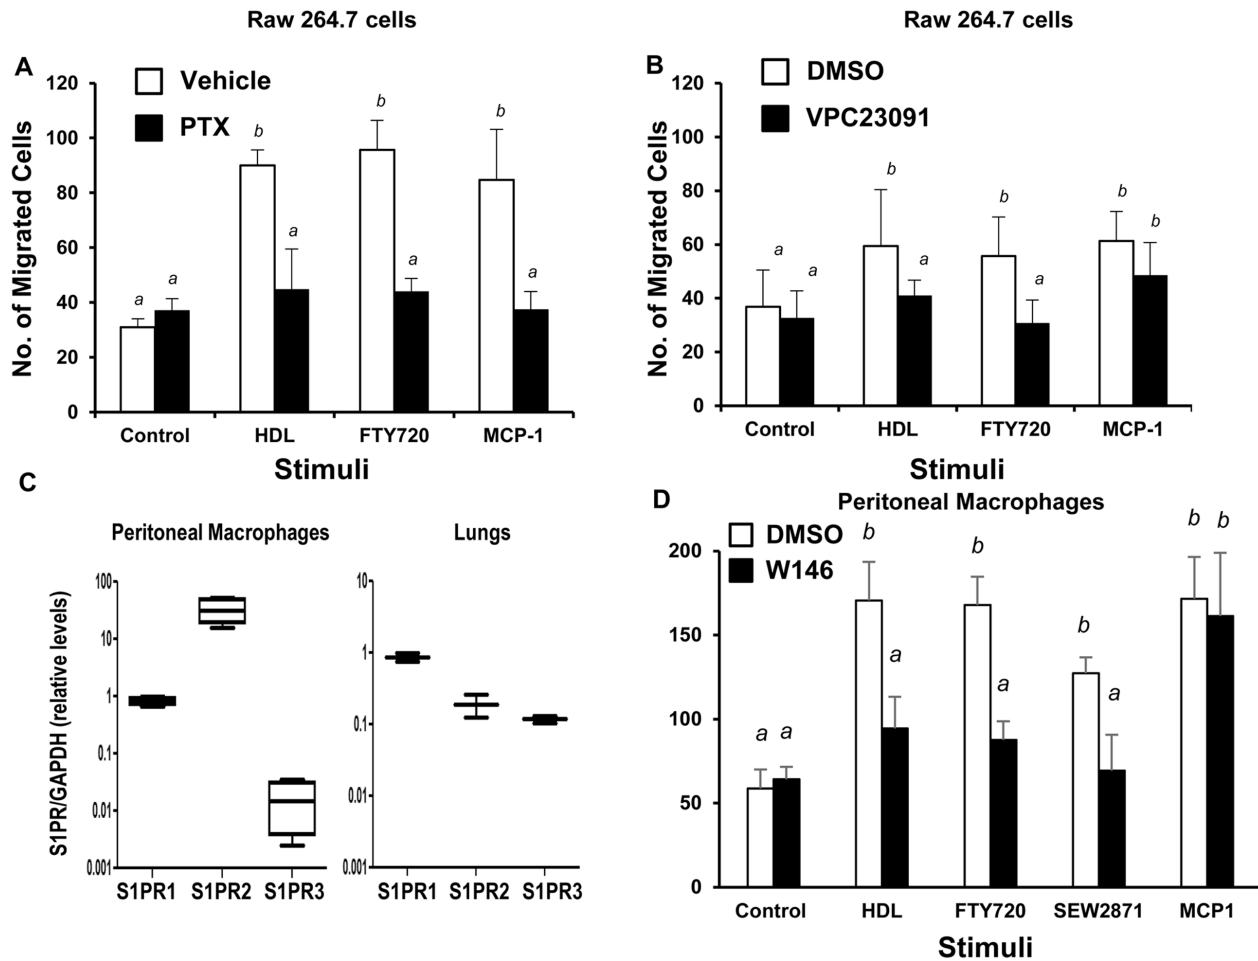 Raw 264.7 cells
A
Vehicle
PTX
No. of Migrated Cells
120
100
80
60
40
20
0
b
b
b
a
a
a
a
a
Control HDL FTY720 MCP-1
Stimuli
Raw 264.7 cells
B
DMSO
VPC23091
No. of Migrated Cells
120
100
80
60
40
20
0
a
a
b
a
b
a
b
b
Control HDL FTY720 MCP-1
Stimuli
C
Peritoneal Macrophages
S1PR/GAPDH (relative levels)
100
10
1
0.1
0.01
0.001
S1PR1 S1PR2 S1PR3
Lungs
10
1
0.1
0.01
0.001
S1PR1 S1PR2 S1PR3
D
Peritoneal Macrophages
DMSO
W146
200
150
100
50
0
a
a
b
a
b
a
b
a
b
b
Control HDL FTY720 SEW2871 MCP1
Stimuli